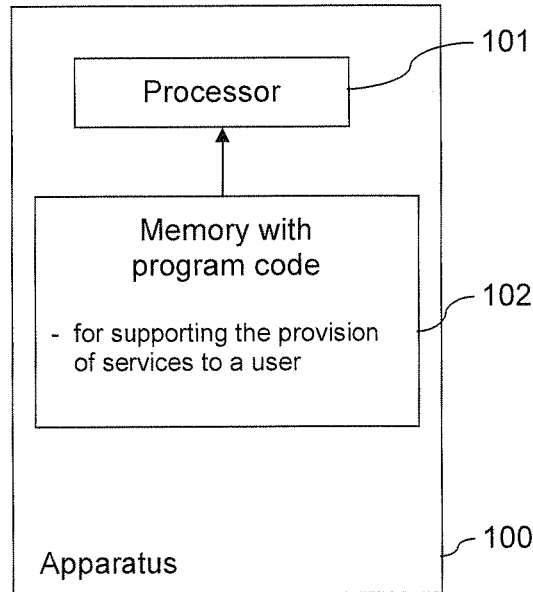 101
Processor
Memory with
program code
- for supporting the provision
of services to a user
102
100
Apparatus